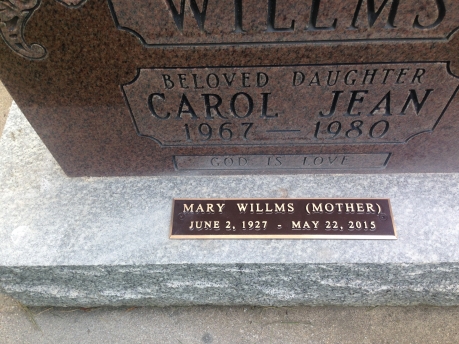 WILLMS
BELOVED DAUGHTER
CAROL JEAN
1967 — 1980
GOD IS LOVE
MARY WILLMS (MOTHER)
JUNE 2, 1927 - MAY 22, 2015